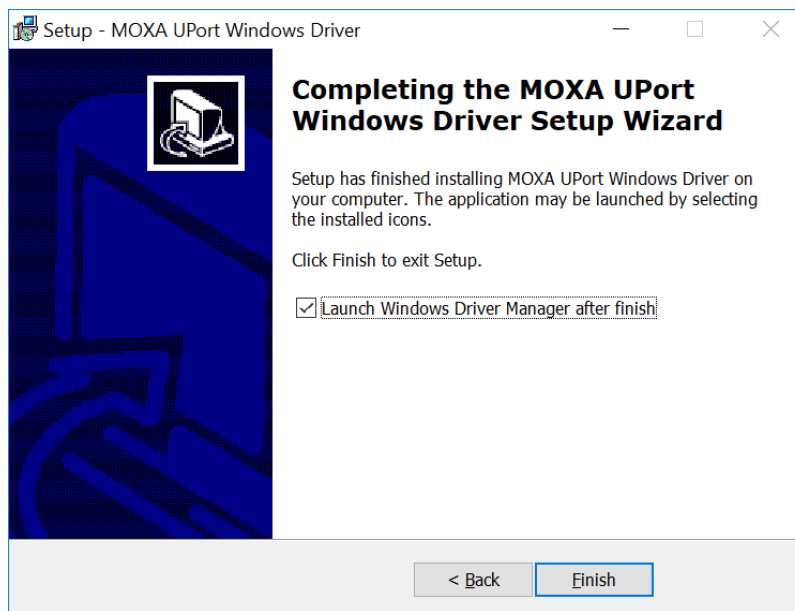 Setup - MOXA UPort Windows Driver
Completing the MOXA UPort
Windows Driver Setup Wizard
Setup has finished installing MOXA UPort Windows Driver on
your computer. The application may be launched by selecting
the installed icons.
Click Finish to exit Setup.
Launch Windows Driver Manager after finish
< Back
Finish